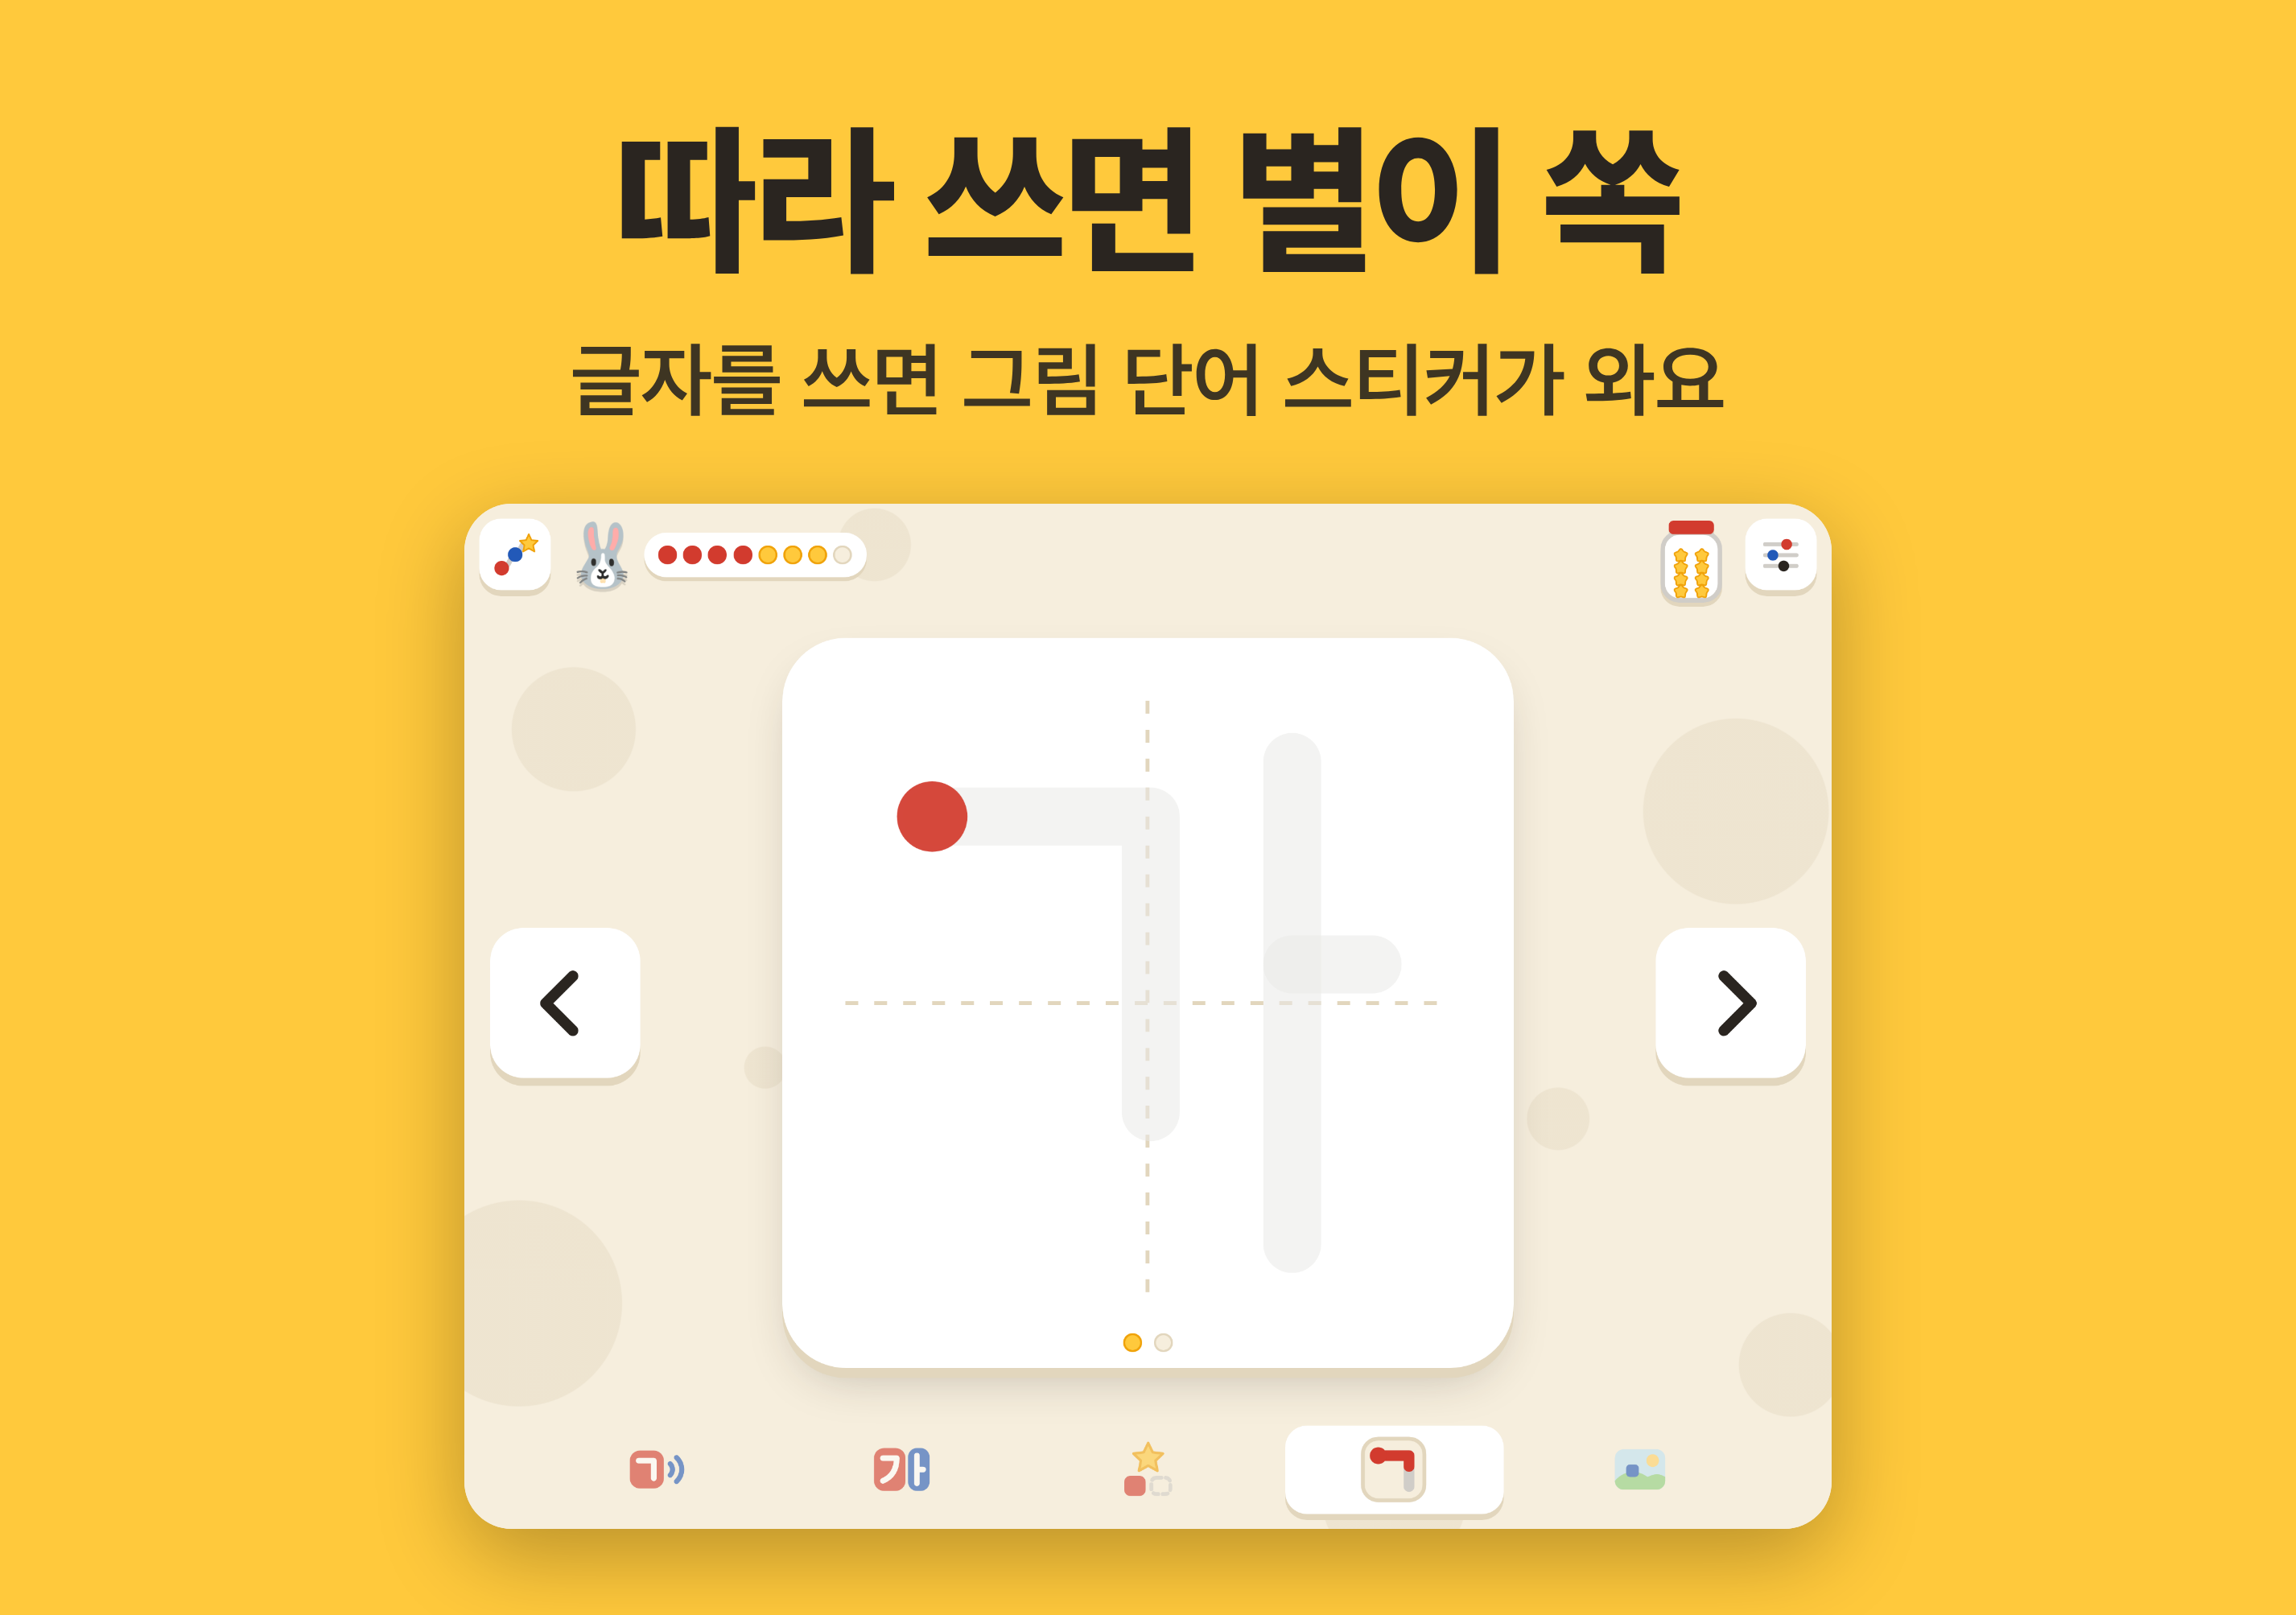 따라 쓰면 별이 쏙
글자를 쓰면 그림 단어 스티커가 와요
가
ㄱ 가